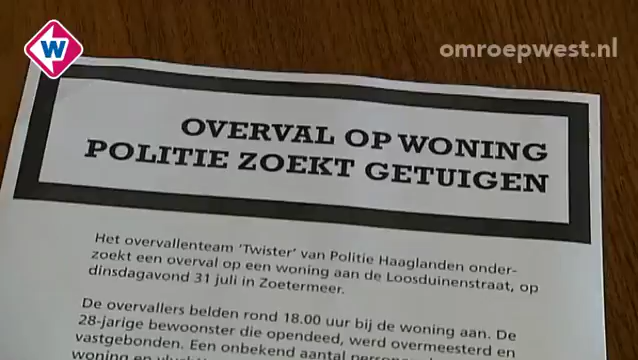 W
omroepwest.nl
OVERVAL OP WONING
POLITIE ZOEKT GETUIGEN
Het overvallenteam 'Twister' van Politie Haaglanden onder-
zoekt een overval op een woning aan de Loosduinenstraat, op
dinsdagavond 31 juli in Zoetermeer.
De overvallers belden rond 18.00 uur bij de woning aan. De
28-jarige bewoonster die opendeed, werd overmeesterd en
vastgebonden. Een onbekend aantal personen
woning en